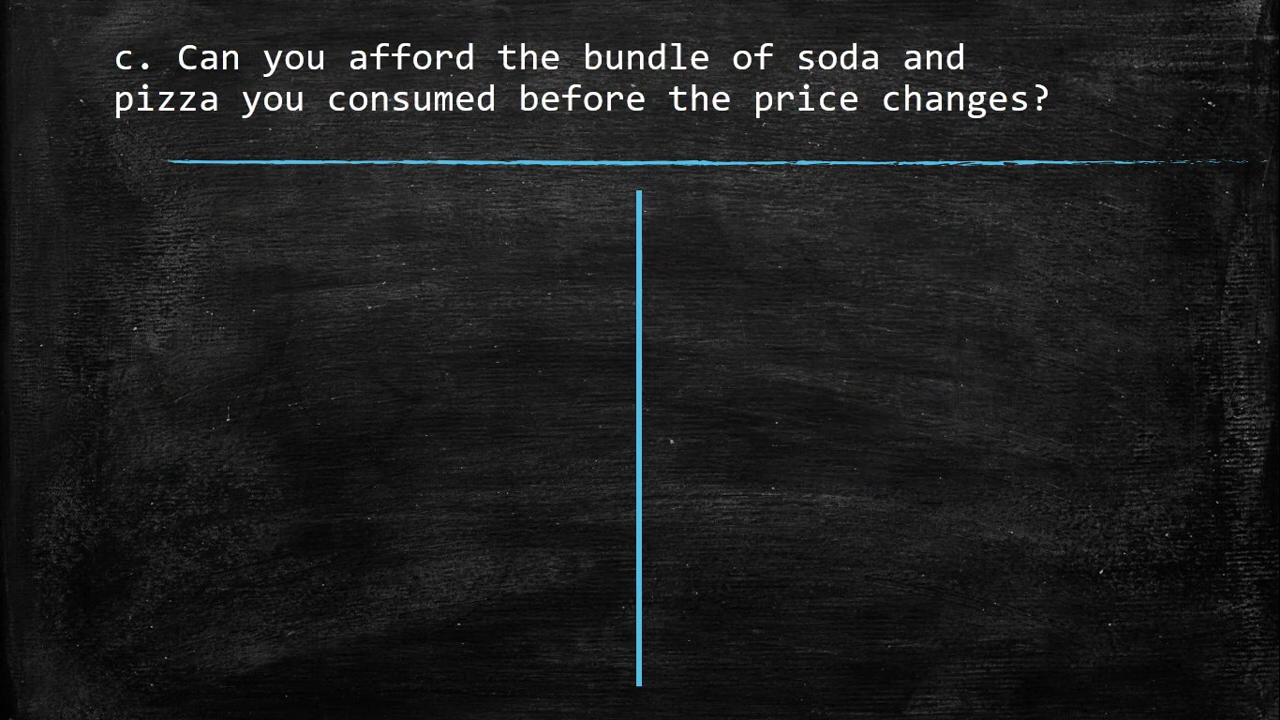 c. Can you afford the bundle of soda and
pizza you consumed before the price changes?